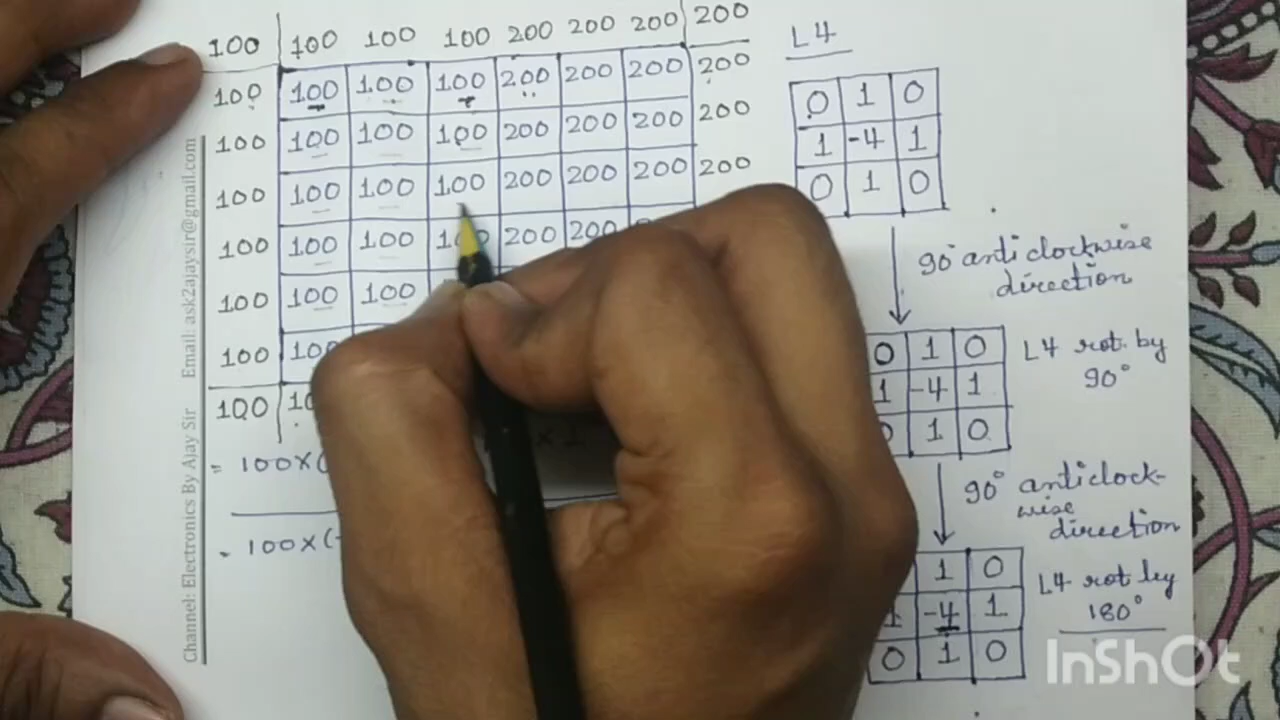 100 100 100 100 200 200 200 200
100 100 100 100 200 200 200 200
100 100 100 100 200 200 200 200
100 100 100 100 200 200 200 200
100 100 100 200 200
100 100 100
100
100
= 100×(
= 100×(-
L4
0 1 0
1 -4 1
0 1 0
90° anticlockwise
direction
0 1 0
1 -4 1
0 1 0
L4 rot. by
90°
90° anticlock-
wise
direction
1 0
1 -4 1
0 1 0
L4 rot by
180°
Channel: Electronics By Ajay Sir Email: ask2ajaysir@gmail.com
InShOt